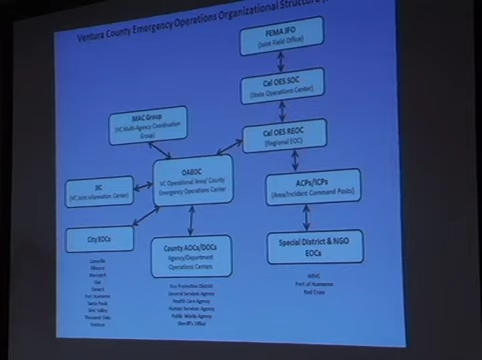 Ventura County Emergency Operations Organizational Structure
FEMA JFO
(Joint Field Office)
Cal OES SOC
(State Operations Center)
MAC Group
(VC Multi-Agency Coordination
Group)
Cal OES REOC
(Regional EOC)
OAEOC
VC Operational Area/ County
Emergency Operations Center
JIC
(VC Joint Information Center)
ACPs/ICPs
(Area/Incident Command Posts)
City EOCs
County AOCs/DOCs
Agency/Department
Operations Centers
Special District & NGO
EOCs
Camarillo
Fillmore
Moorpark
Ojai
Oxnard
Port Hueneme
Santa Paula
Simi Valley
Thousand Oaks
Ventura
Fire Protection District
General Services Agency
Health Care Agency
Human Services Agency
Public Works Agency
Sheriff's Office
Port of Hueneme
Red Cross